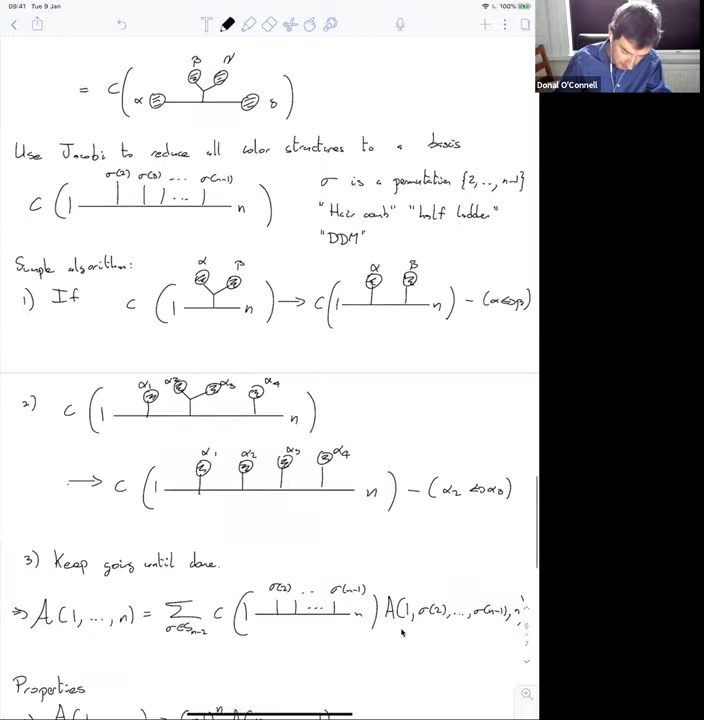 09:41 Tue 9 Jan
100%
Donal O'Connell
β γ
= C( α δ )
Use Jacobi to reduce all color structures to a basis
σ(2) σ(3) ... σ(n-1)
C ( 1 ... n )
σ is a permutation {2, .., n-1}
"Hair comb" "half ladder"
"DDM"
Simple algorithm:
α β α β
1) If C ( 1 n ) → C( 1 n ) - (α↔β)
α1 α2 α3 α4
2) C ( 1 n )
α1 α2 α3 α4
→ C ( 1 n ) - (α2 ↔ α3)
3) Keep going until done.
σ(2) .. σ(n-1)
⇒ A(1, ..., n) = Σ C ( 1 ... n ) A(1, σ(2), ..., σ(n-1), n)
σ∈S n-2
Properties